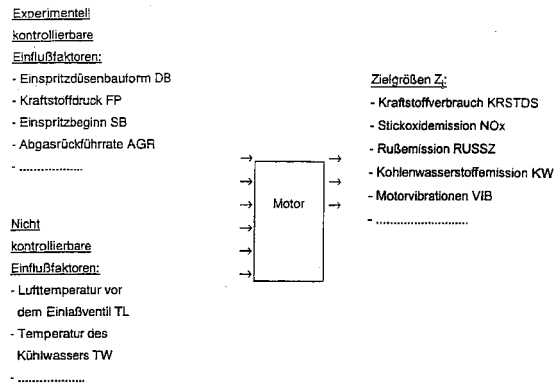 Experimentell
kontrollierbare
Einflußfaktoren:
- Einspritzdüsenbauform DB
- Kraftstoffdruck FP
- Einspritzbeginn SB
- Abgasrückführrate AGR
- ..................
Nicht
kontrollierbare
Einflußfaktoren:
- Lufttemperatur vor
dem Einlaßventil TL
- Temperatur des
Kühlwassers TW
- ...................
Motor
Zielgrößen Zj:
- Kraftstoffverbrauch KRSTDS
- Stickoxidemission NOx
- Rußemission RUSSZ
- Kohlenwasserstoffemission KW
- Motorvibrationen VIB
- ..........................